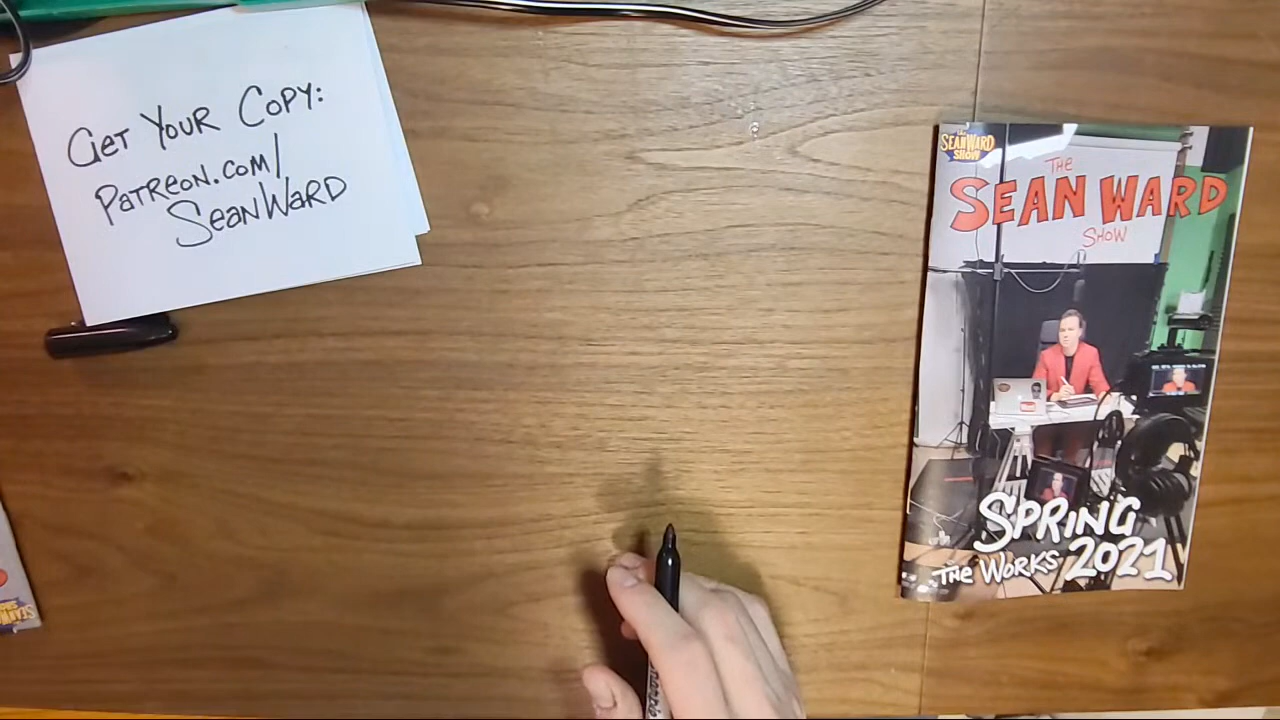 Get Your Copy:
Patreon.com/
SeanWard
the
SEAN WARD
SHOW
THE
SEAN WARD
SHOW
SPRING
THE WORKS 2021